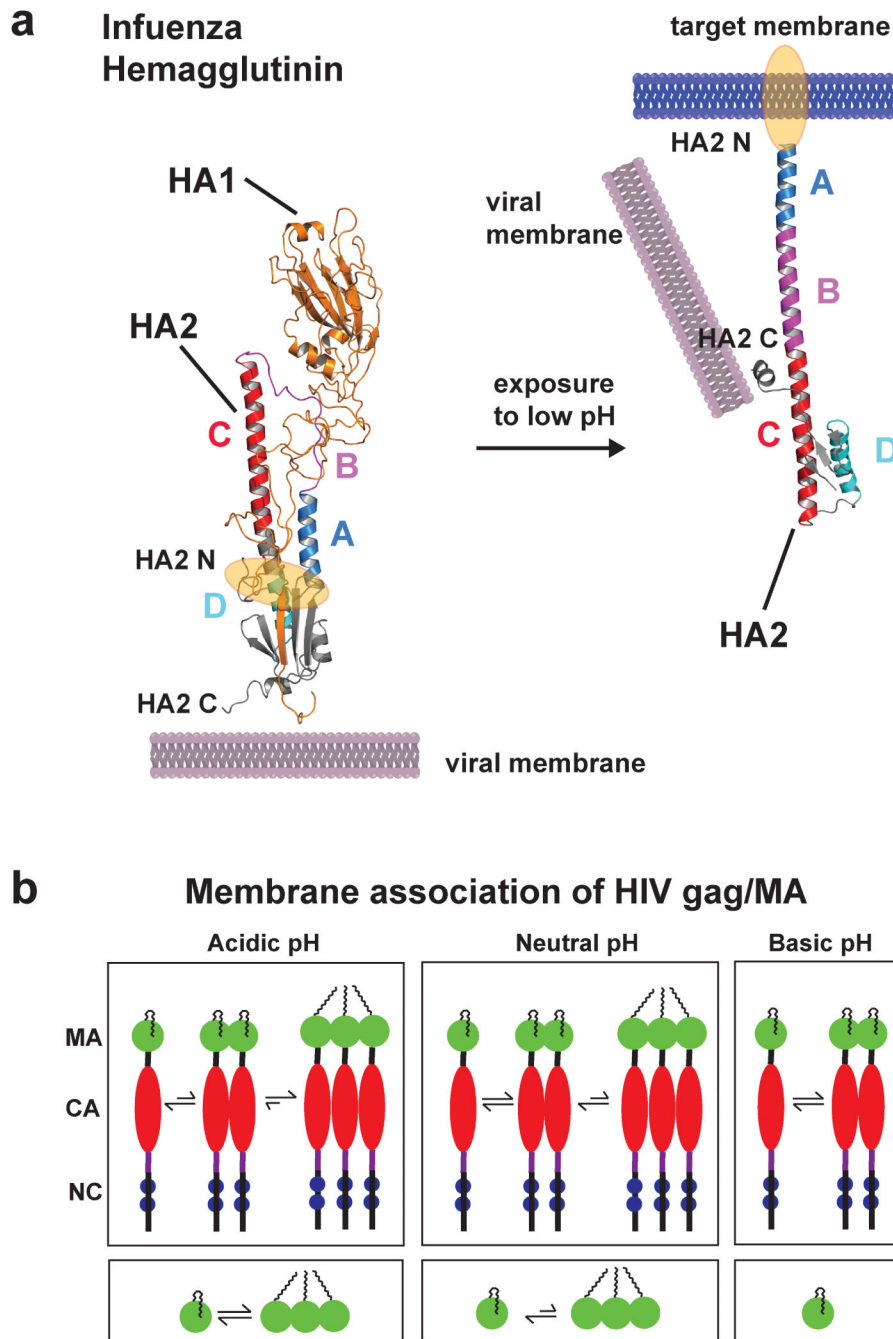 a
Infuenza
Hemagglutinin
target membrane
HA2 N
HA1
A
viral
membrane
B
HA2
HA2 C
exposure
to low pH
C
B
C
D
A
HA2 N
D
HA2
HA2 C
viral membrane
b
Membrane association of HIV gag/MA
Acidic pH
Neutral pH
Basic pH
MA
CA
NC